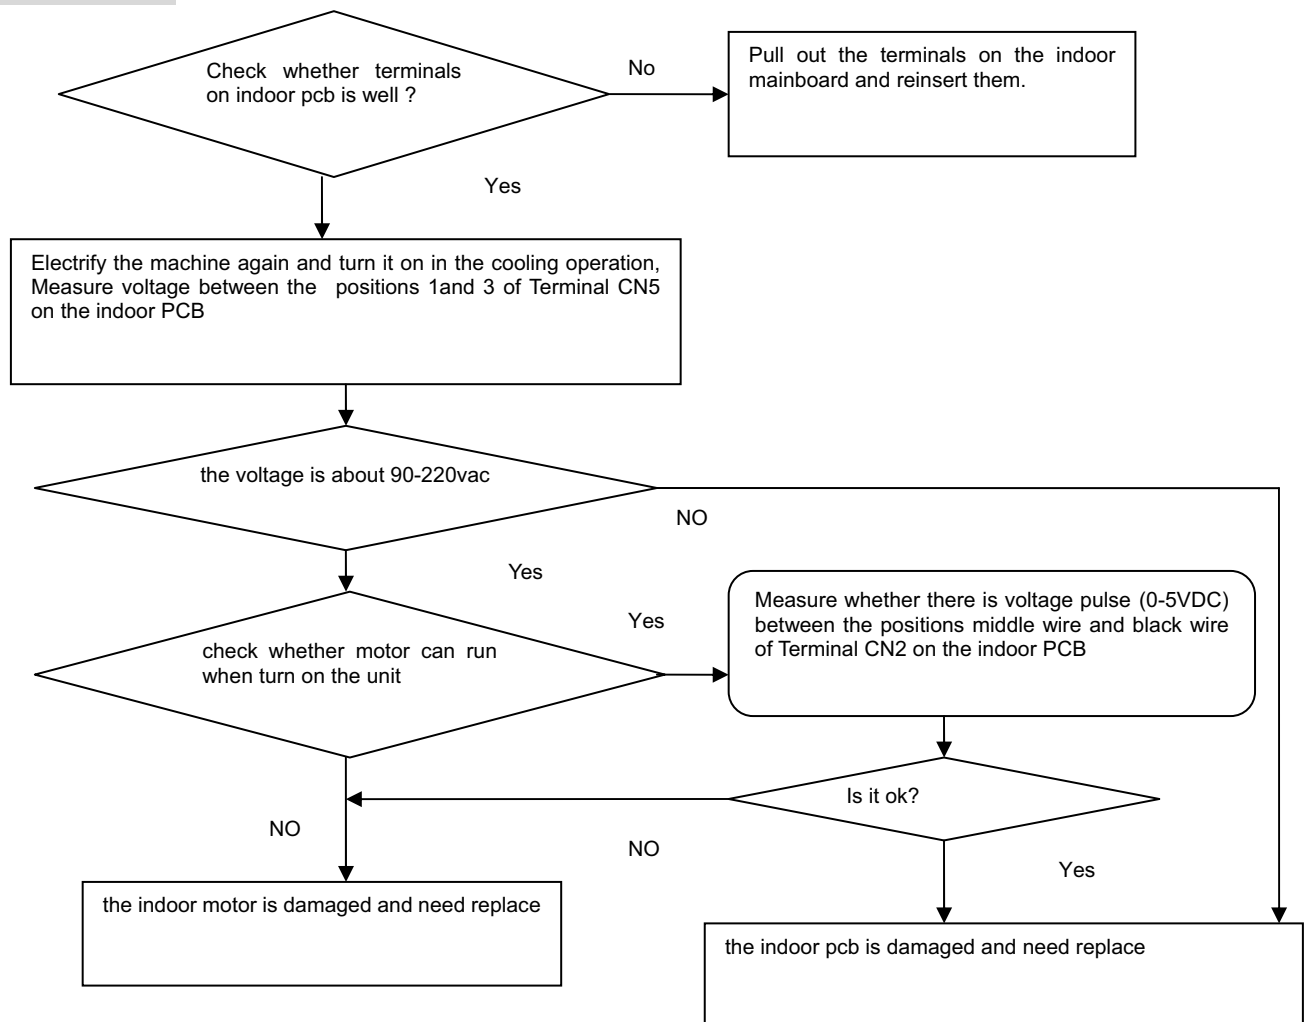 Check whether terminals
on indoor pcb is well ?
No
Pull out the terminals on the indoor
mainboard and reinsert them.
Yes
Electrify the machine again and turn it on in the cooling operation,
Measure voltage between the positions 1and 3 of Terminal CN5
on the indoor PCB
the voltage is about 90-220vac
NO
Yes
check whether motor can run
when turn on the unit
Yes
Measure whether there is voltage pulse (0-5VDC)
between the positions middle wire and black wire
of Terminal CN2 on the indoor PCB
Is it ok?
NO
NO
Yes
the indoor motor is damaged and need replace
the indoor pcb is damaged and need replace